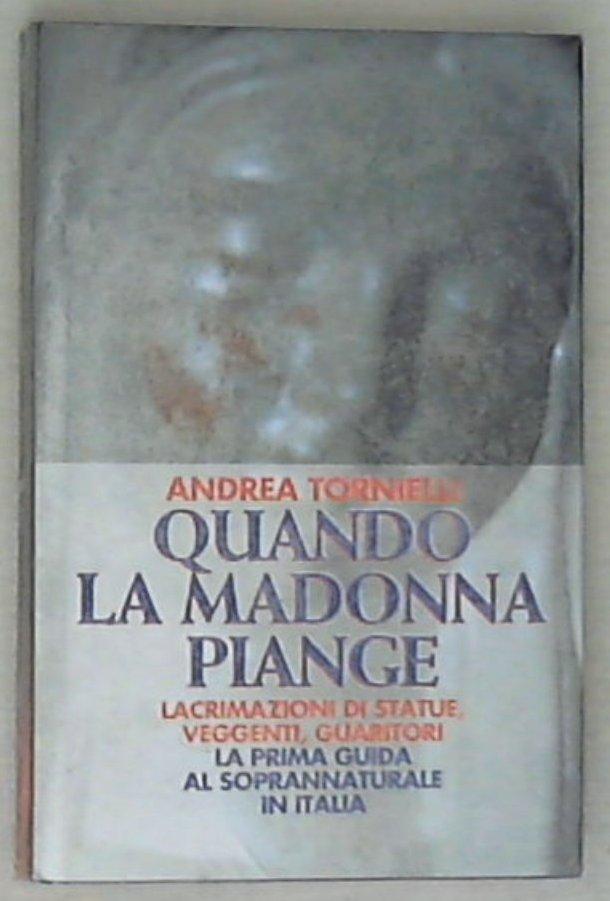 ANDREA TORNIELLI
QUANDO
LA MADONNA
PIANGE
LACRIMAZIONI DI STATUE,
VEGGENTI, GUARITORI
LA PRIMA GUIDA
AL SOPRANNATURALE
IN ITALIA